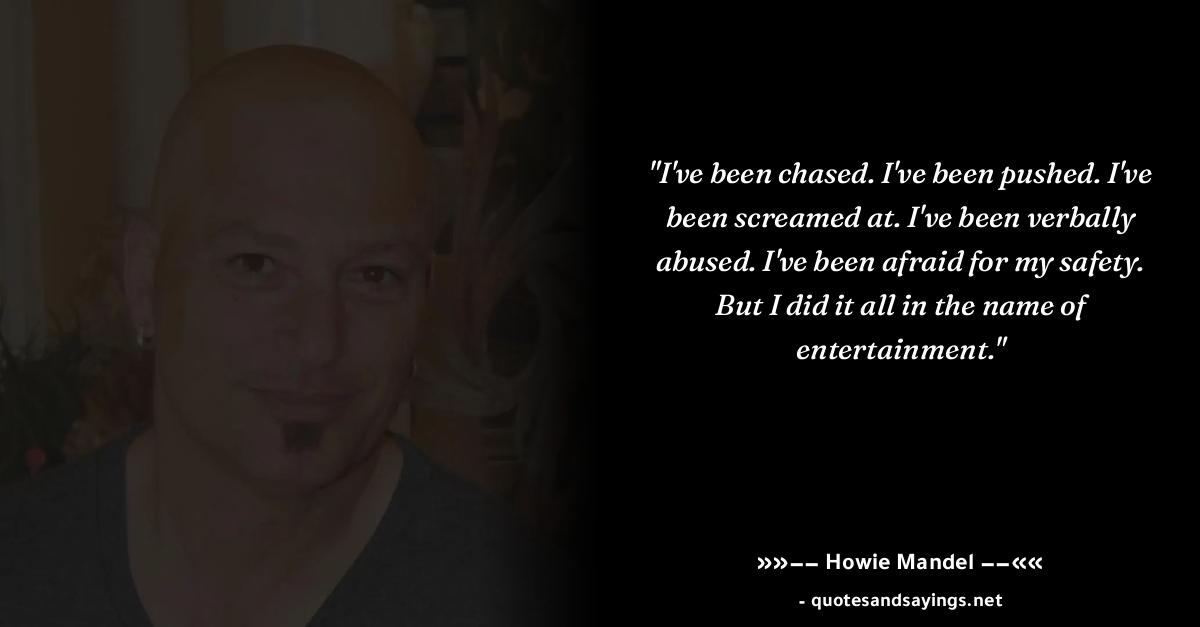 "I've been chased. I've been pushed. I've
been screamed at. I've been verbally
abused. I've been afraid for my safety.
But I did it all in the name of
entertainment."
»»−− Howie Mandel −−««
- quotesandsayings.net